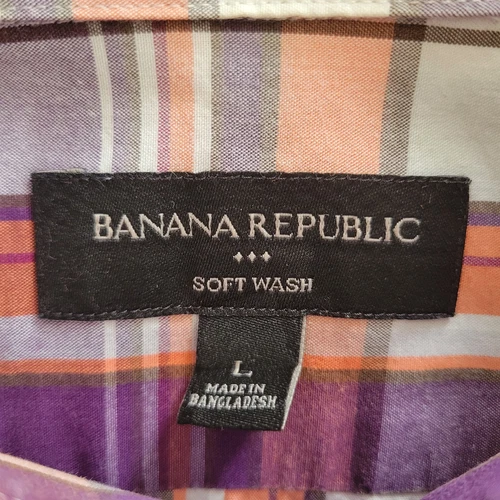 BANANA REPUBLIC
SOFT WASH
L
MADE IN
BANGLADESH